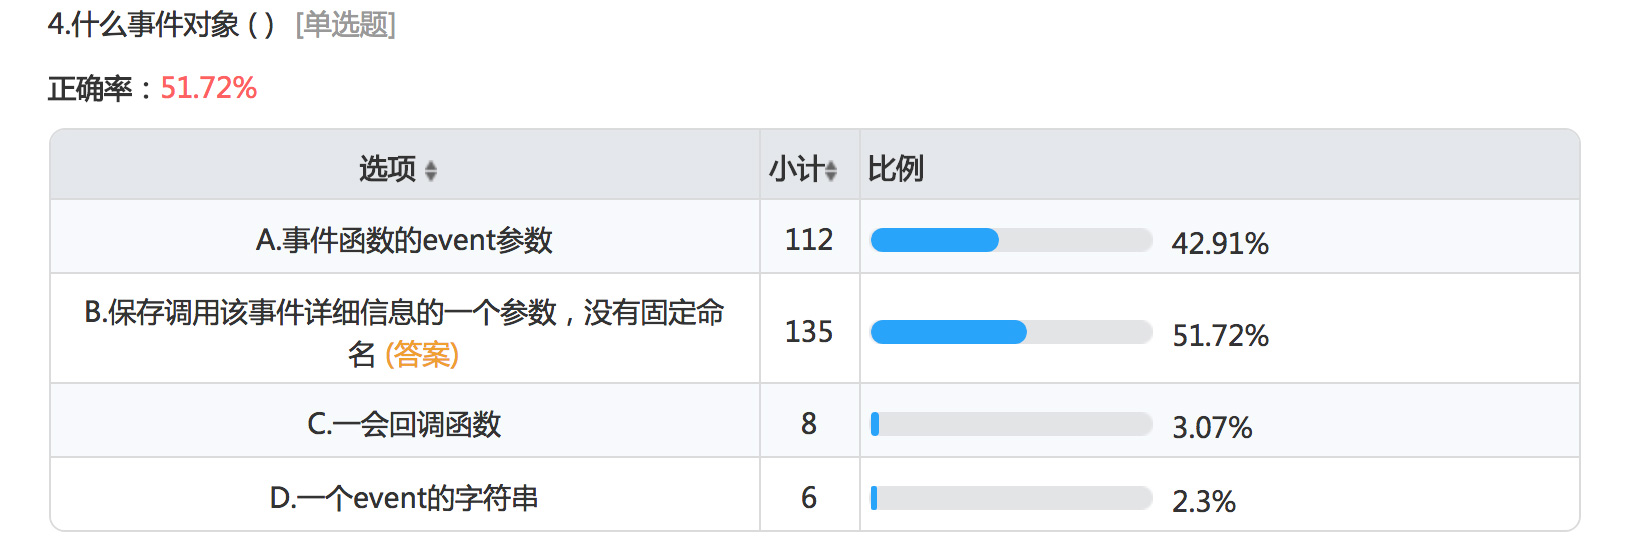 4.什么事件对象 ( ) [单选题]
正确率：51.72%
选项 小计 比例
A.事件函数的event参数 112 42.91%
B.保存调用该事件详细信息的一个参数，没有固定命
名 (答案) 135 51.72%
C.一会回调函数 8 3.07%
D.一个event的字符串 6 2.3%